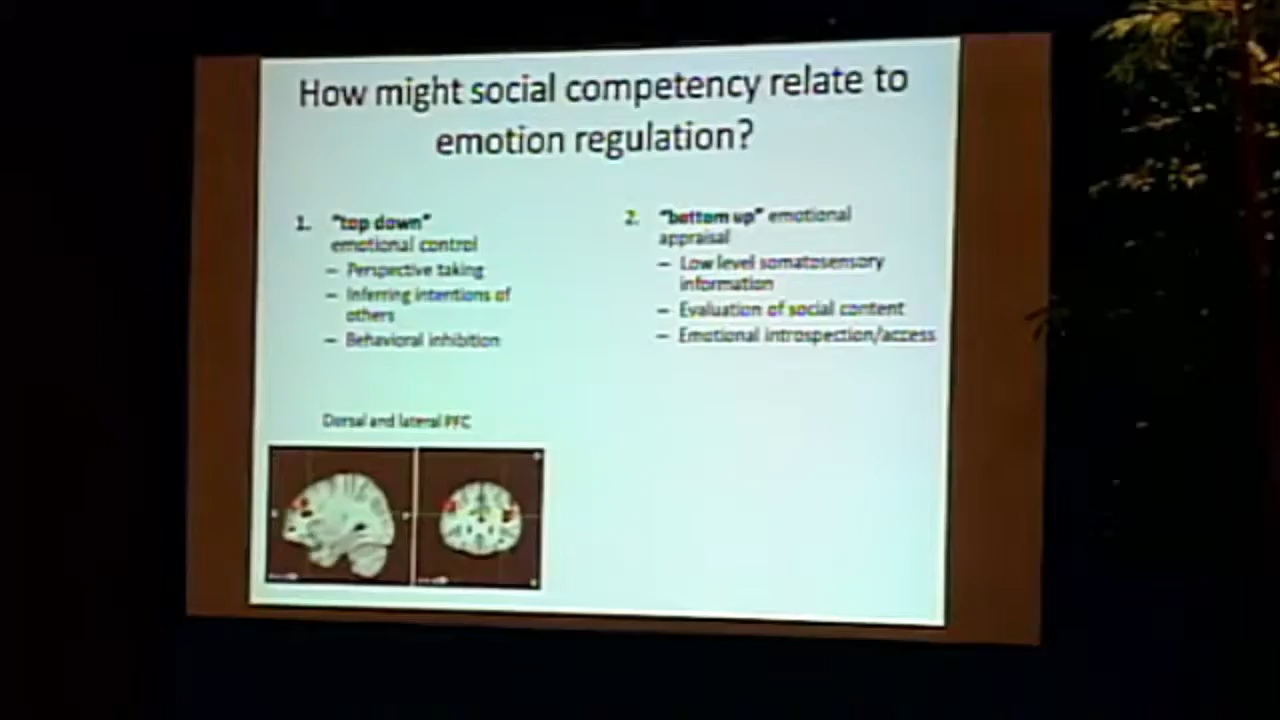 How might social competency relate to
emotion regulation?
1. "top down"
emotional control
– Perspective taking
– Inferring intentions of
others
– Behavioral inhibition
2. "bottom up" emotional
appraisal
– Low level somatosensory
information
– Evaluation of social content
– Emotional introspection/access
Dorsal and lateral PFC